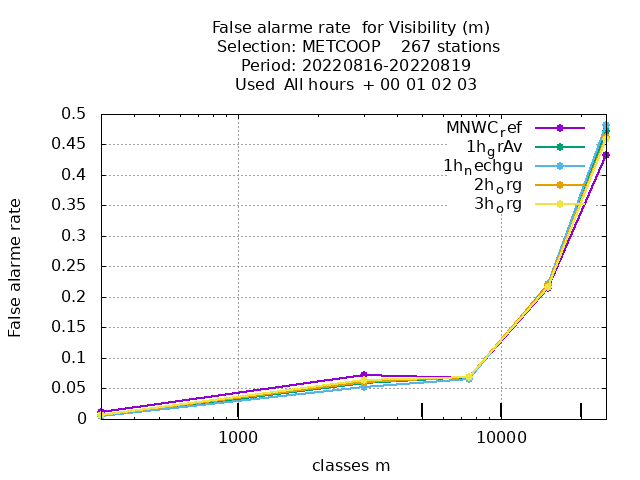 False alarme rate  for Visibility (m)
Selection: METCOOP    267 stations
Period: 20220816-20220819
Used  All hours  + 00 01 02 03
MNWC_ref
1h_grAv
1h_nechgu
2h_org
3h_org
0.5
0.45
0.4
0.35
0.3
0.25
0.2
0.15
0.1
0.05
0
False alarme rate
1000
10000
classes m